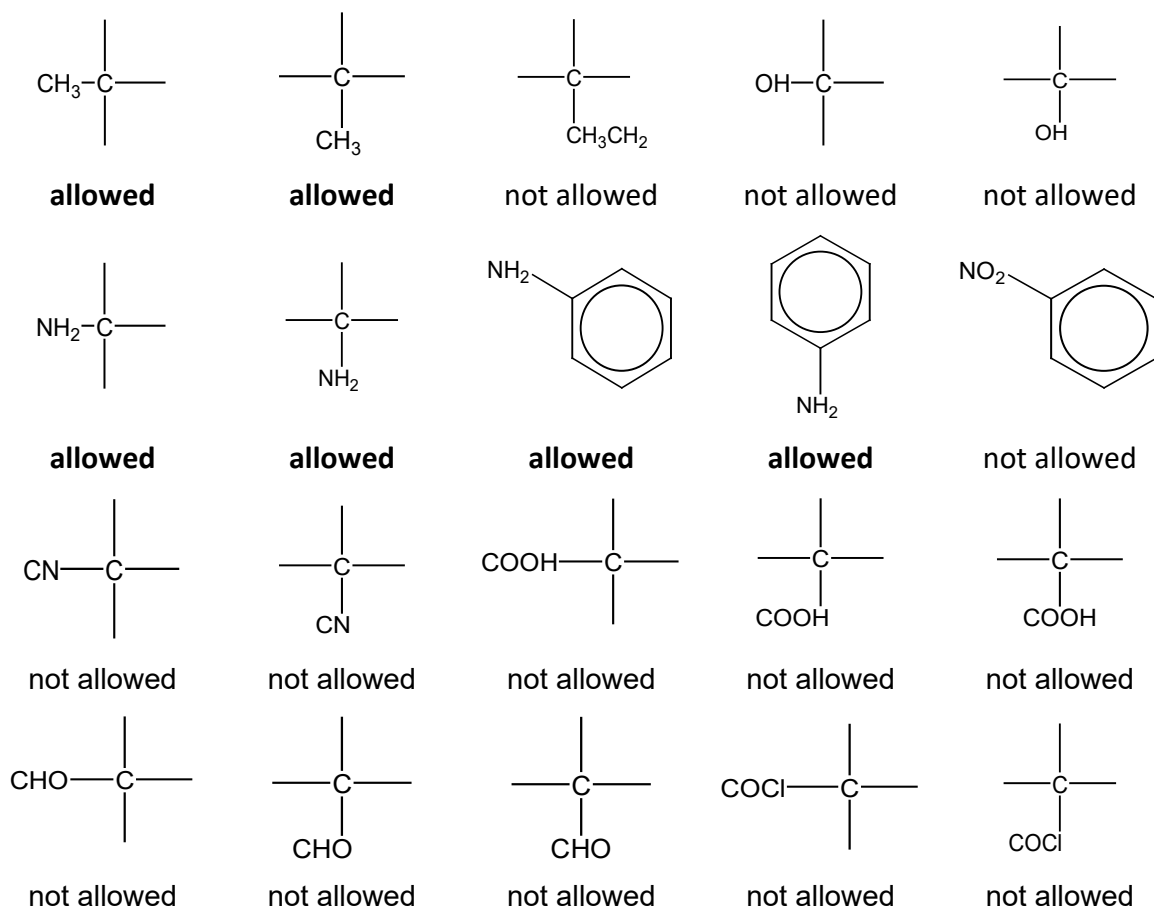 CH₃ C C C OH C C
CH₃ CH₃CH₂ OH
allowed allowed not allowed not allowed not allowed
NH₂ C C NH₂ NO₂
NH₂ NH₂
allowed allowed allowed allowed not allowed
CN C C COOH C C C
CN COOH COOH
not allowed not allowed not allowed not allowed not allowed
CHO C C C COCl C C
CHO CHO COCl
not allowed not allowed not allowed not allowed not allowed